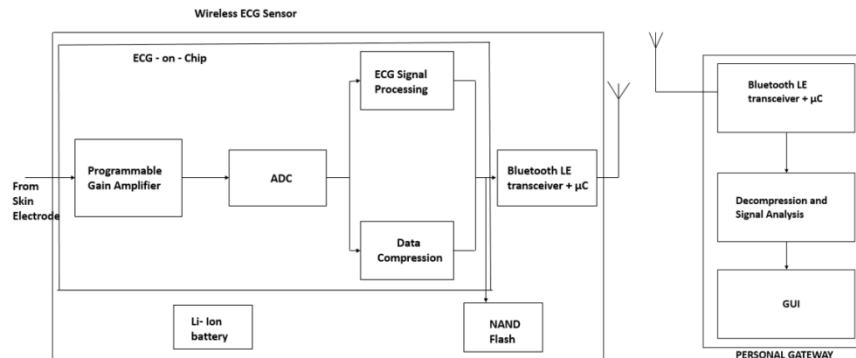 Wireless ECG Sensor
ECG - on - Chip
ECG Signal
Processing
Programmable
Gain Amplifier
ADC
Bluetooth LE
transceiver + µC
From
Skin
Electrode
Data
Compression
Li- Ion
battery
NAND
Flash
Bluetooth LE
transceiver + µC
Decompression and
Signal Analysis
GUI
PERSONAL GATEWAY